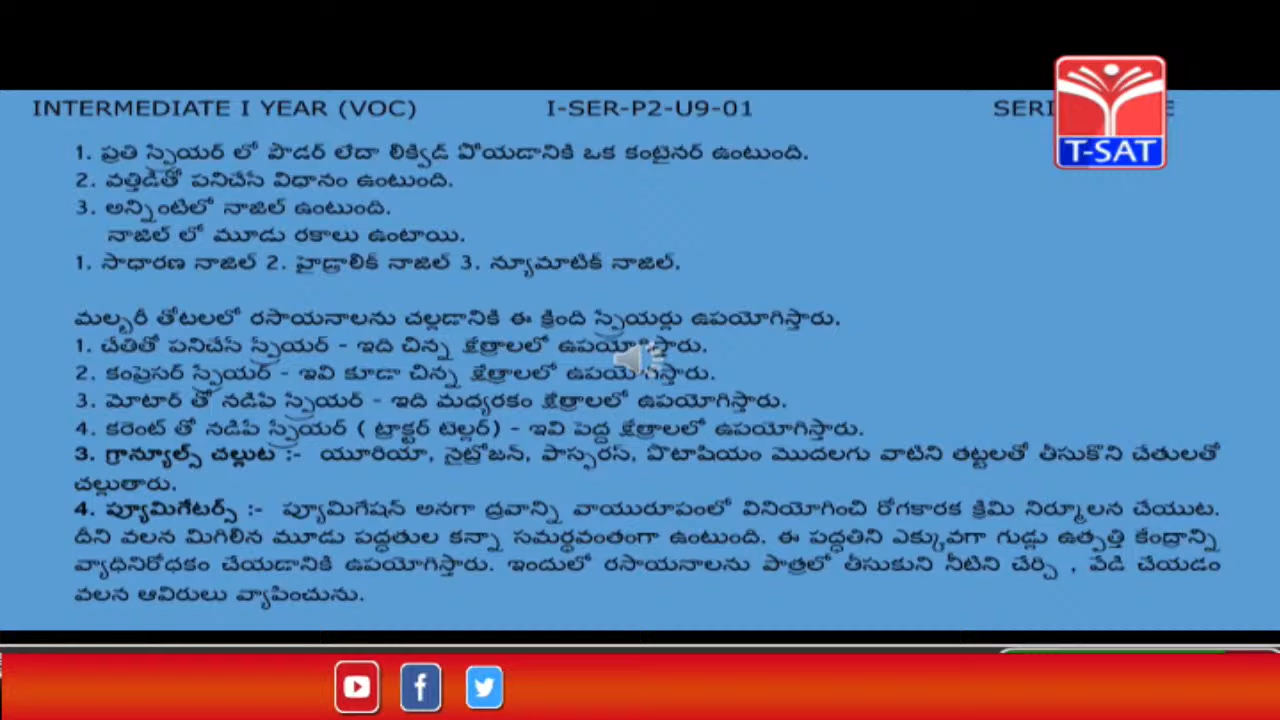 INTERMEDIATE I YEAR (VOC) I-SER-P2-U9-01
T-SAT
1. ప్రతి స్ప్రేయర్ లో పౌడర్ లేదా లిక్విడ్ పోయడానికి ఒక కంటైనర్ ఉంటుంది.
2. వత్తిడితో పనిచేసే విధానం ఉంటుంది.
3. అన్నింటిలో నాజిల్ ఉంటుంది.
నాజిల్ లో మూడు రకాలు ఉంటాయి.
1. సాధారణ నాజిల్ 2. హైడ్రాలిక్ నాజిల్ 3. న్యూమాటిక్ నాజిల్.
మల్బరీ తోటలలో రసాయనాలను చల్లడానికి ఈ క్రింది స్ప్రేయర్లు ఉపయోగిస్తారు.
1. చేతితో పనిచేసే స్ప్రేయర్ - ఇది చిన్న క్షేత్రాలలో ఉపయోగిస్తారు.
2. కంప్రెసర్ స్ప్రేయర్ - ఇవి కూడా చిన్న క్షేత్రాలలో ఉపయోగిస్తారు.
3. మోటార్ తో నడిపే స్ప్రేయర్ - ఇది మధ్యరకం క్షేత్రాలలో ఉపయోగిస్తారు.
4. కరెంట్ తో నడిపే స్ప్రేయర్ ( ట్రాక్టర్ టెల్లర్) - ఇవి పెద్ద క్షేత్రాలలో ఉపయోగిస్తారు.
3. గ్రాన్యూల్స్ చల్లుట :- యూరియా, నైట్రోజన్, ఫాస్ఫరస్, పొటాషియం మొదలగు వాటిని తట్టలతో తీసుకొని చేతులతో
చల్లుతారు.
4. ఫ్యూమిగేటర్స్ :- ఫ్యూమిగేషన్ అనగా ద్రవాన్ని వాయురూపంలో వినియోగించి రోగకారక క్రిమి నిర్మూలన చేయుట.
దీని వలన మిగిలిన మూడు పద్ధతుల కన్నా సమర్థవంతంగా ఉంటుంది. ఈ పద్ధతిని ఎక్కువగా గుడ్లు ఉత్పత్తి కేంద్రాన్ని
వ్యాధినిరోధకం చేయడానికి ఉపయోగిస్తారు. ఇందులో రసాయనాలను పాత్రలో తీసుకుని నీటిని చేర్చి , వేడి చేయడం
వలన ఆవిరులు వ్యాపించును.